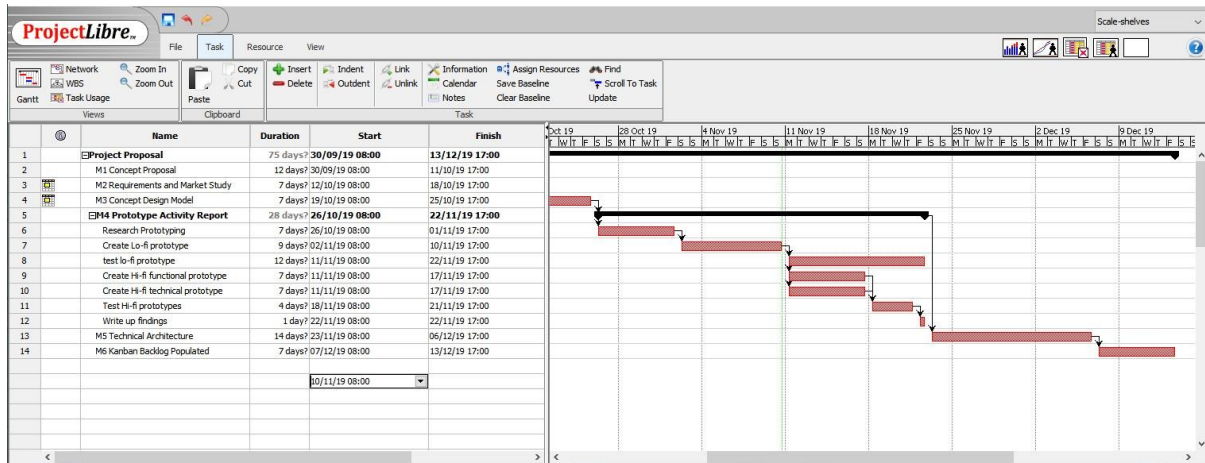 ProjectLibre™
Scale-shelves
File Task Resource View
Network Zoom In Copy Insert Indent Link Information Assign Resources Find
WBS Zoom Out Cut Delete Outdent Unlink Calendar Save Baseline Scroll To Task
Gantt Task Usage Paste Notes Clear Baseline Update
Views Clipboard Task
Name Duration Start Finish
Oct 19 28 Oct 19 4 Nov 19 11 Nov 19 18 Nov 19 25 Nov 19 2 Dec 19 9 Dec 19
T W T F S S M T W T F S S M T W T F S S M T W T F S S M T W T F S S M T W T F S S M T W T F S S M T W T F S S
1 Project Proposal 75 days? 30/09/19 08:00 13/12/19 17:00
2 M1 Concept Proposal 12 days? 30/09/19 08:00 11/10/19 17:00
3 M2 Requirements and Market Study 7 days? 12/10/19 08:00 18/10/19 17:00
4 M3 Concept Design Model 7 days? 19/10/19 08:00 25/10/19 17:00
5 M4 Prototype Activity Report 28 days? 26/10/19 08:00 22/11/19 17:00
6 Research Prototyping 7 days? 26/10/19 08:00 01/11/19 17:00
7 Create Lo-fi prototype 9 days? 02/11/19 08:00 10/11/19 17:00
8 test lo-fi prototype 12 days? 11/11/19 08:00 22/11/19 17:00
9 Create Hi-fi functional prototype 7 days? 11/11/19 08:00 17/11/19 17:00
10 Create Hi-fi technical prototype 7 days? 11/11/19 08:00 17/11/19 17:00
11 Test Hi-fi prototypes 4 days? 18/11/19 08:00 21/11/19 17:00
12 Write up findings 1 day? 22/11/19 08:00 22/11/19 17:00
13 M5 Technical Architecture 14 days? 23/11/19 08:00 06/12/19 17:00
14 M6 Kanban Backlog Populated 7 days? 07/12/19 08:00 13/12/19 17:00
10/11/19 08:00